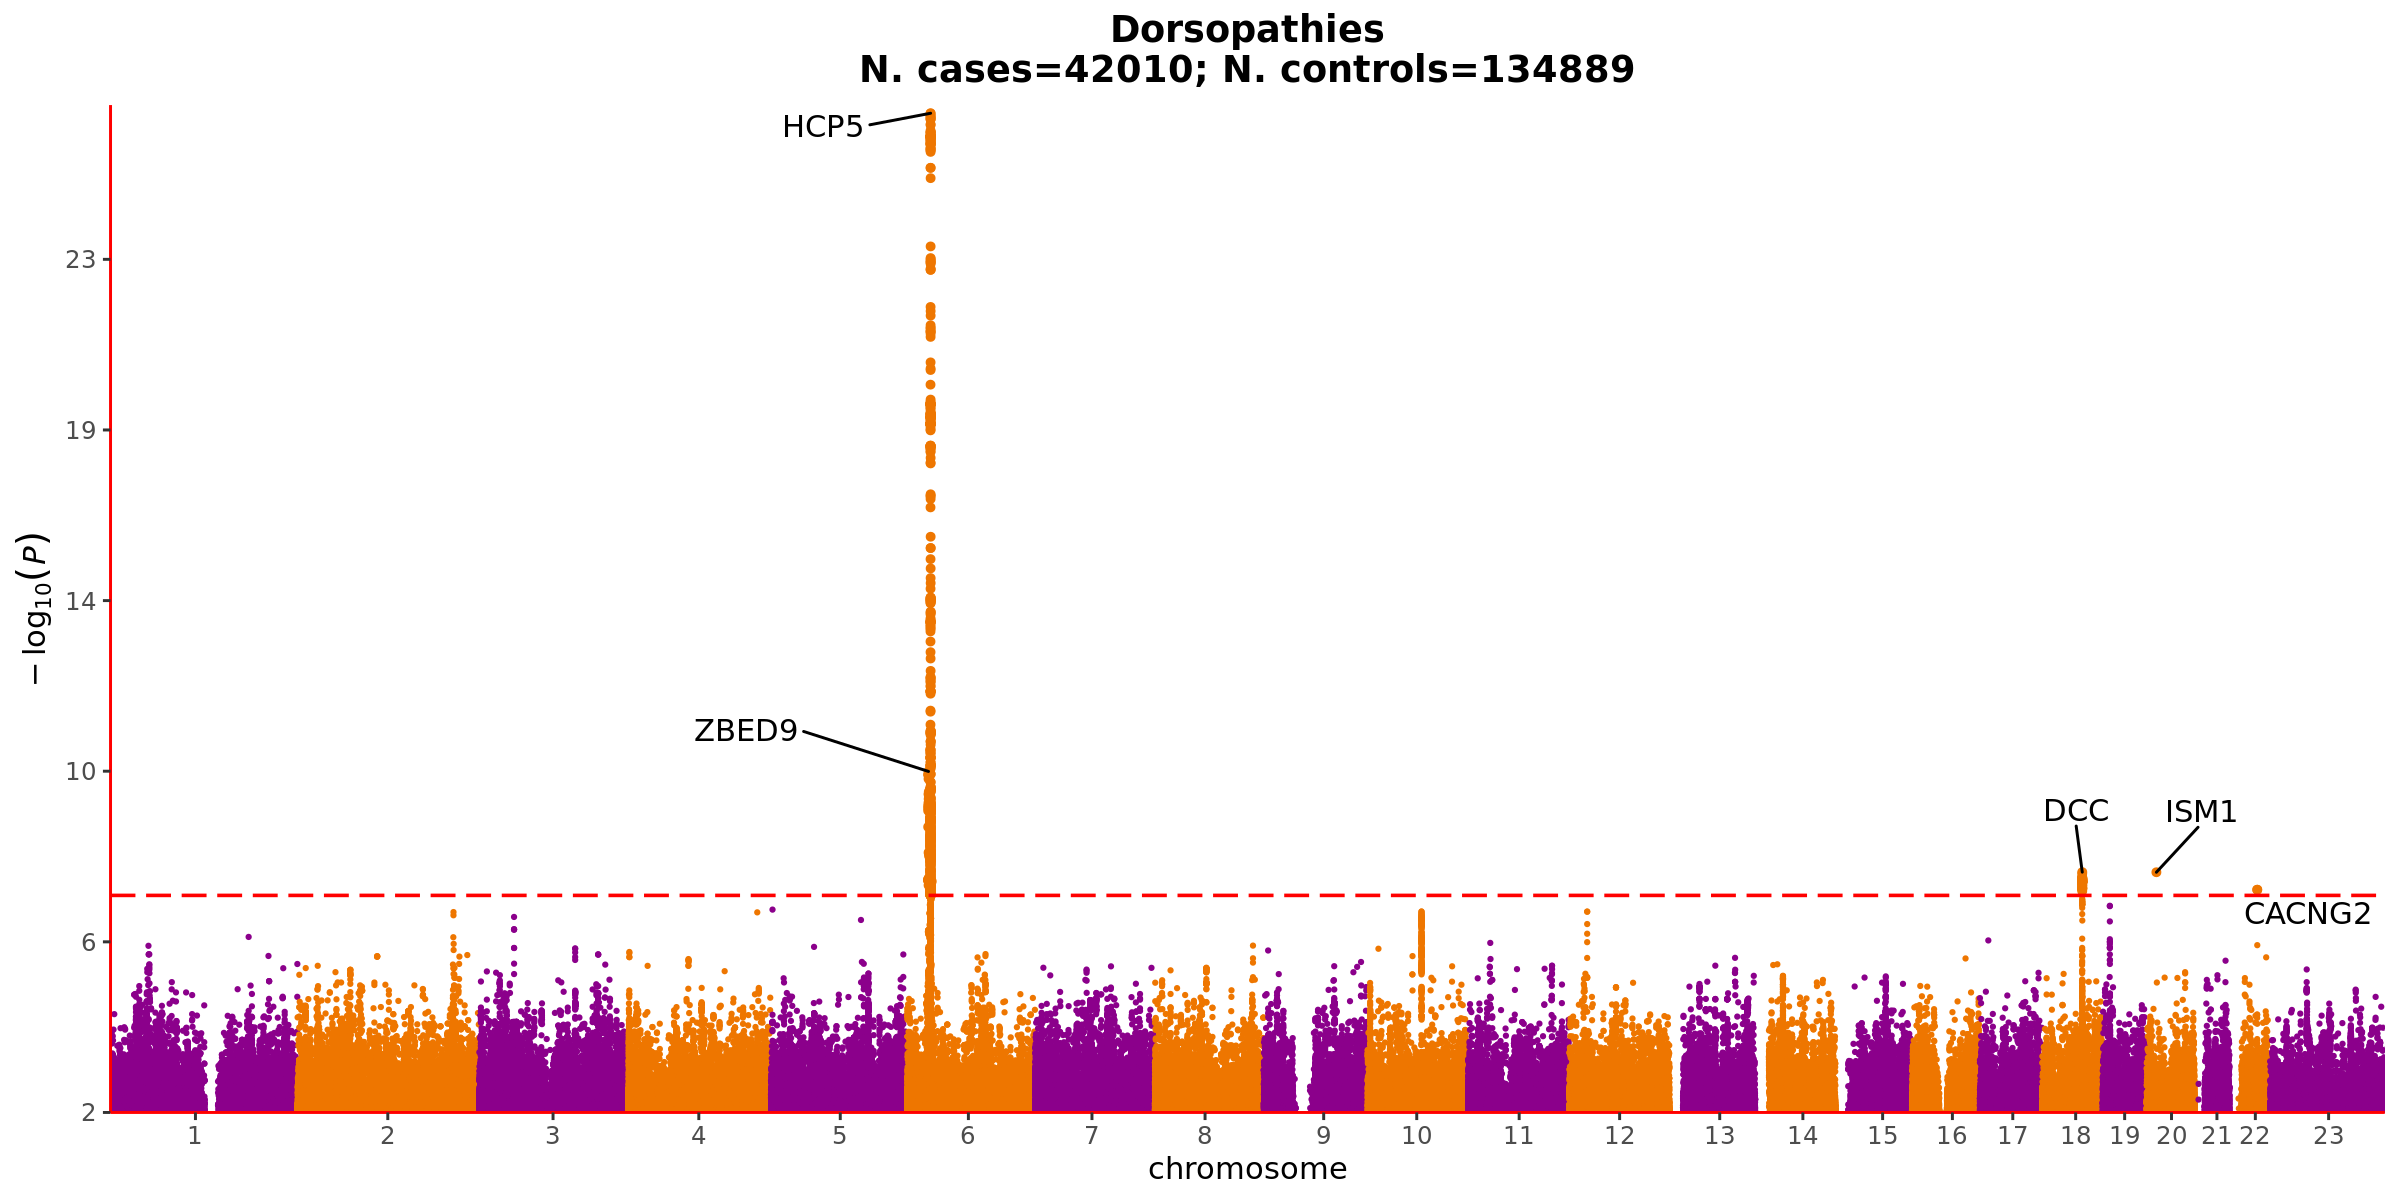 Dorsopathies
N. cases=42010; N. controls=134889
HCP5
ZBED9
DCC
ISM1
CACNG2
− log10(P)
23
19
14
10
6
2
1 2 3 4 5 6 7 8 9 10 11 12 13 14 15 16 17 18 19 20 21 22 23
chromosome